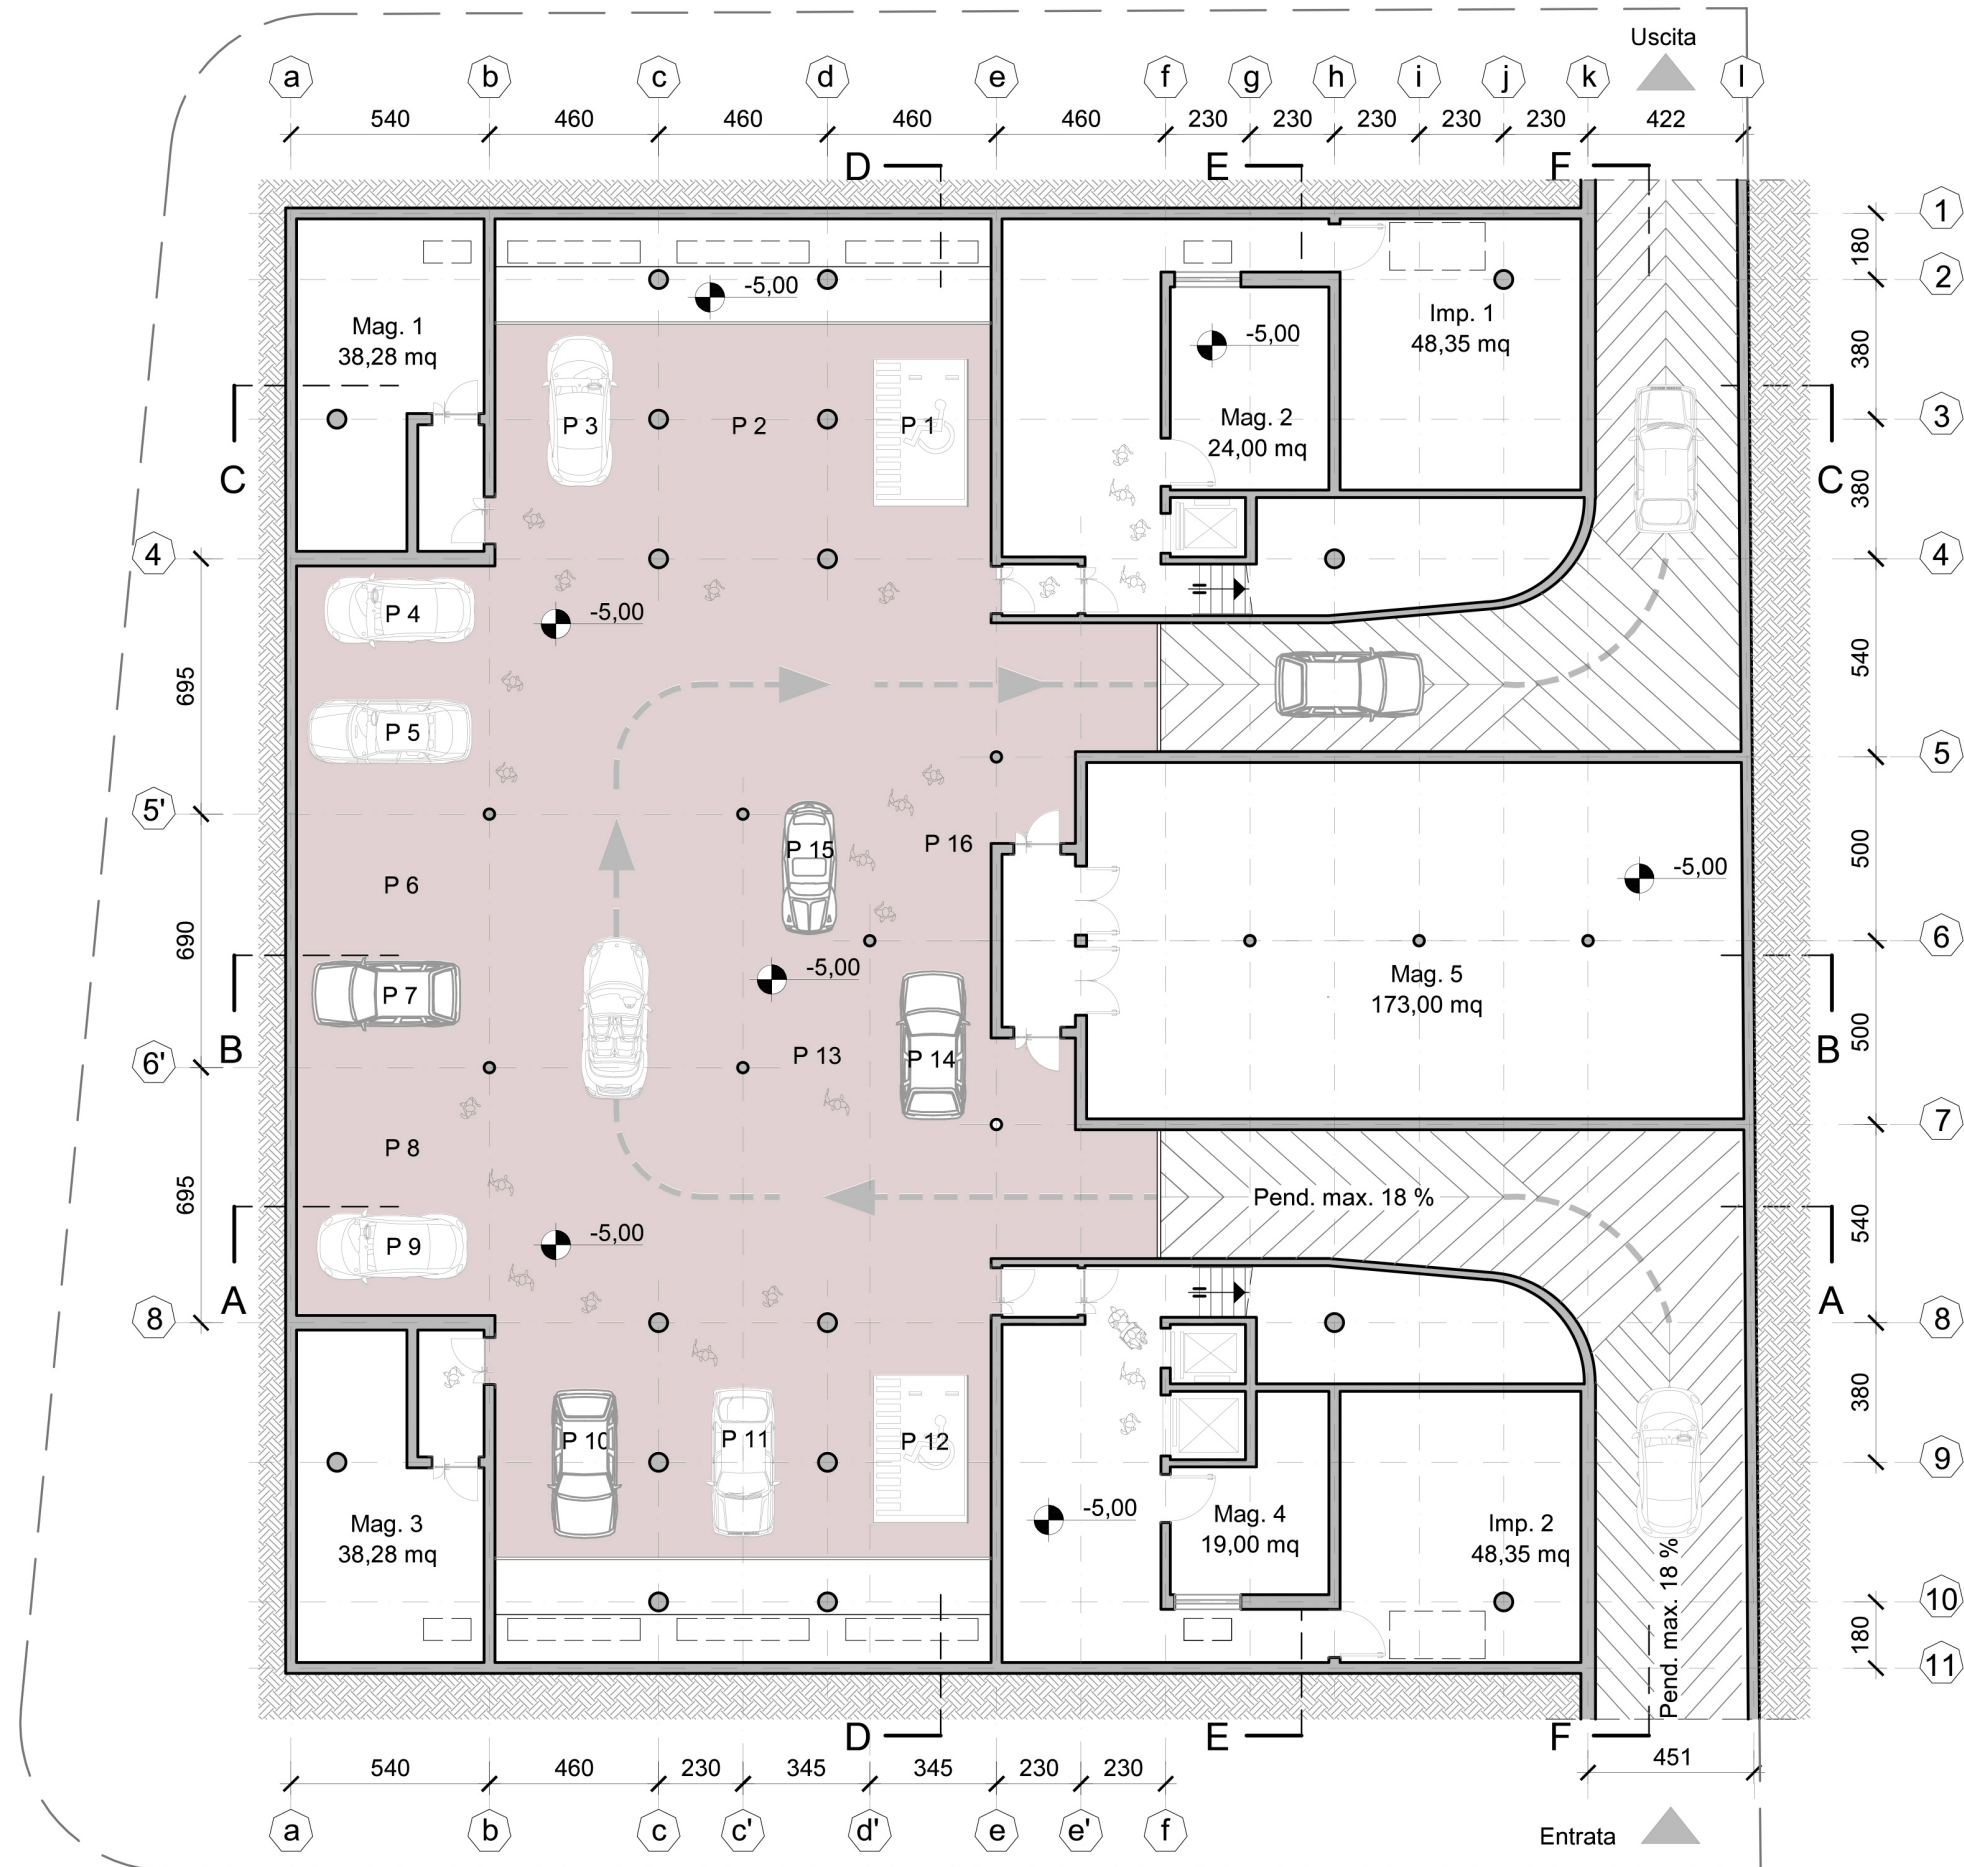 Uscita
a b c d e f g h i j k l
540 460 460 460 460 230 230 230 230 230 422
D E F
1
180
2
-5,00
Mag. 1
38,28 mq
Imp. 1
48,35 mq
-5,00
380
P 3 P 2 P 1
Mag. 2
24,00 mq
3
C C
380
4 4
P 4
-5,00
695
540
P 5
5
5'
P 15
P 16
500
-5,00
P 6
690
6
-5,00
Mag. 5
173,00 mq
P 7
B B
500
6'
P 13
P 14
7
P 8
695
Pend. max. 18 %
540
P 9
-5,00
A A
8 8
380
P 10 P 11 P 12
9
Mag. 3
38,28 mq
-5,00
Mag. 4
19,00 mq
Imp. 2
48,35 mq
Pend. max. 18 %
10
180
11
D E F
540 460 230 345 345 230 230 451
a b c c' d' e e' f
Entrata